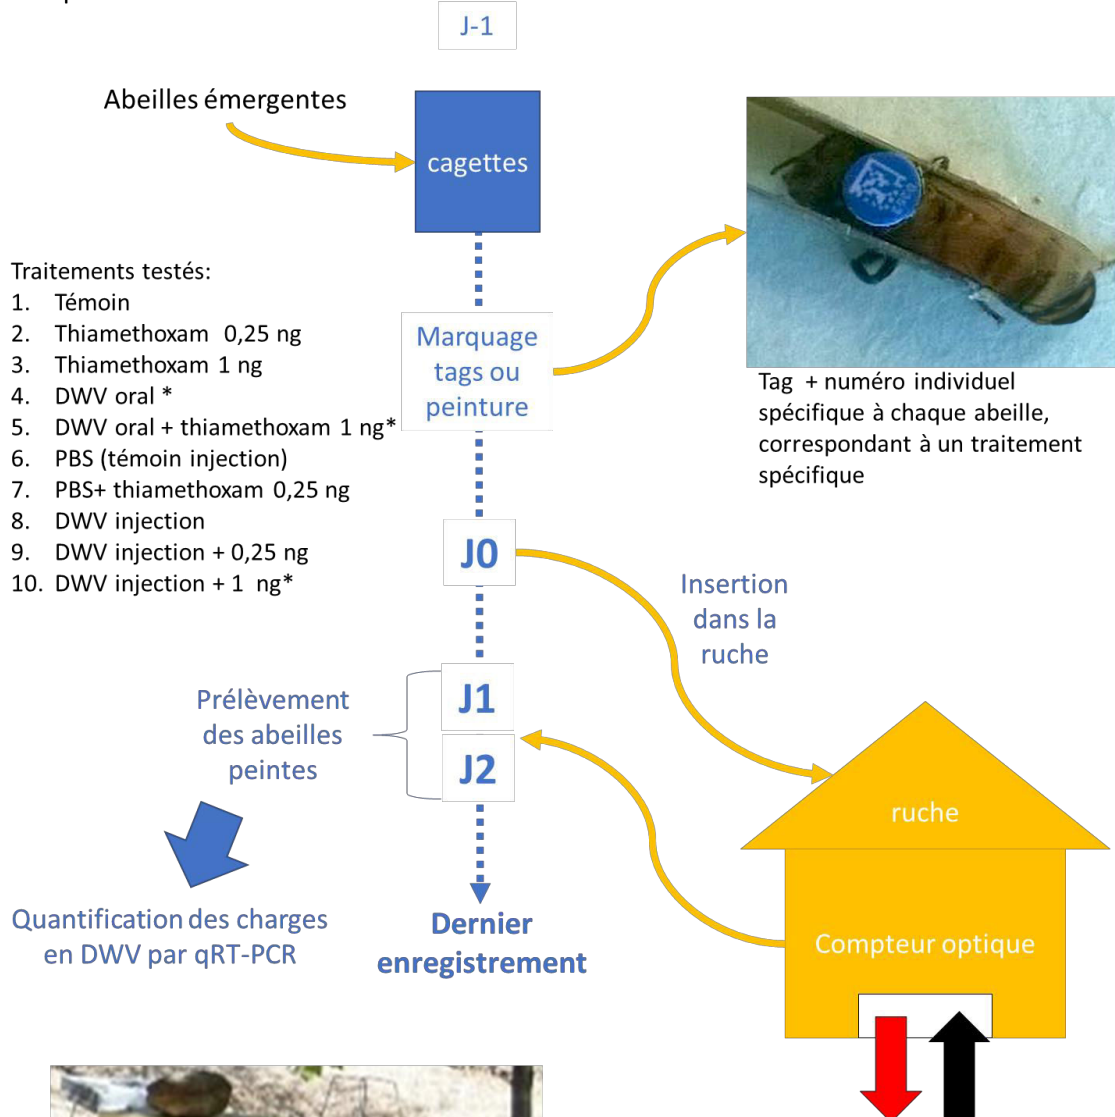 J-1
Abeilles émergentes
cagettes
Traitements testés:
1. Témoin
2. Thiamethoxam 0,25 ng
3. Thiamethoxam 1 ng
4. DWV oral *
5. DWV oral + thiamethoxam 1 ng*
6. PBS (témoin injection)
7. PBS+ thiamethoxam 0,25 ng
8. DWV injection
9. DWV injection + 0,25 ng
10. DWV injection + 1 ng*
Marquage
tags ou
peinture
Tag + numéro individuel
spécifique à chaque abeille,
correspondant à un traitement
spécifique
J0
Insertion
dans la
ruche
J1
Prélèvement
des abeilles
peintes
J2
ruche
Quantification des charges
en DWV par qRT-PCR
Dernier
enregistrement
Compteur optique